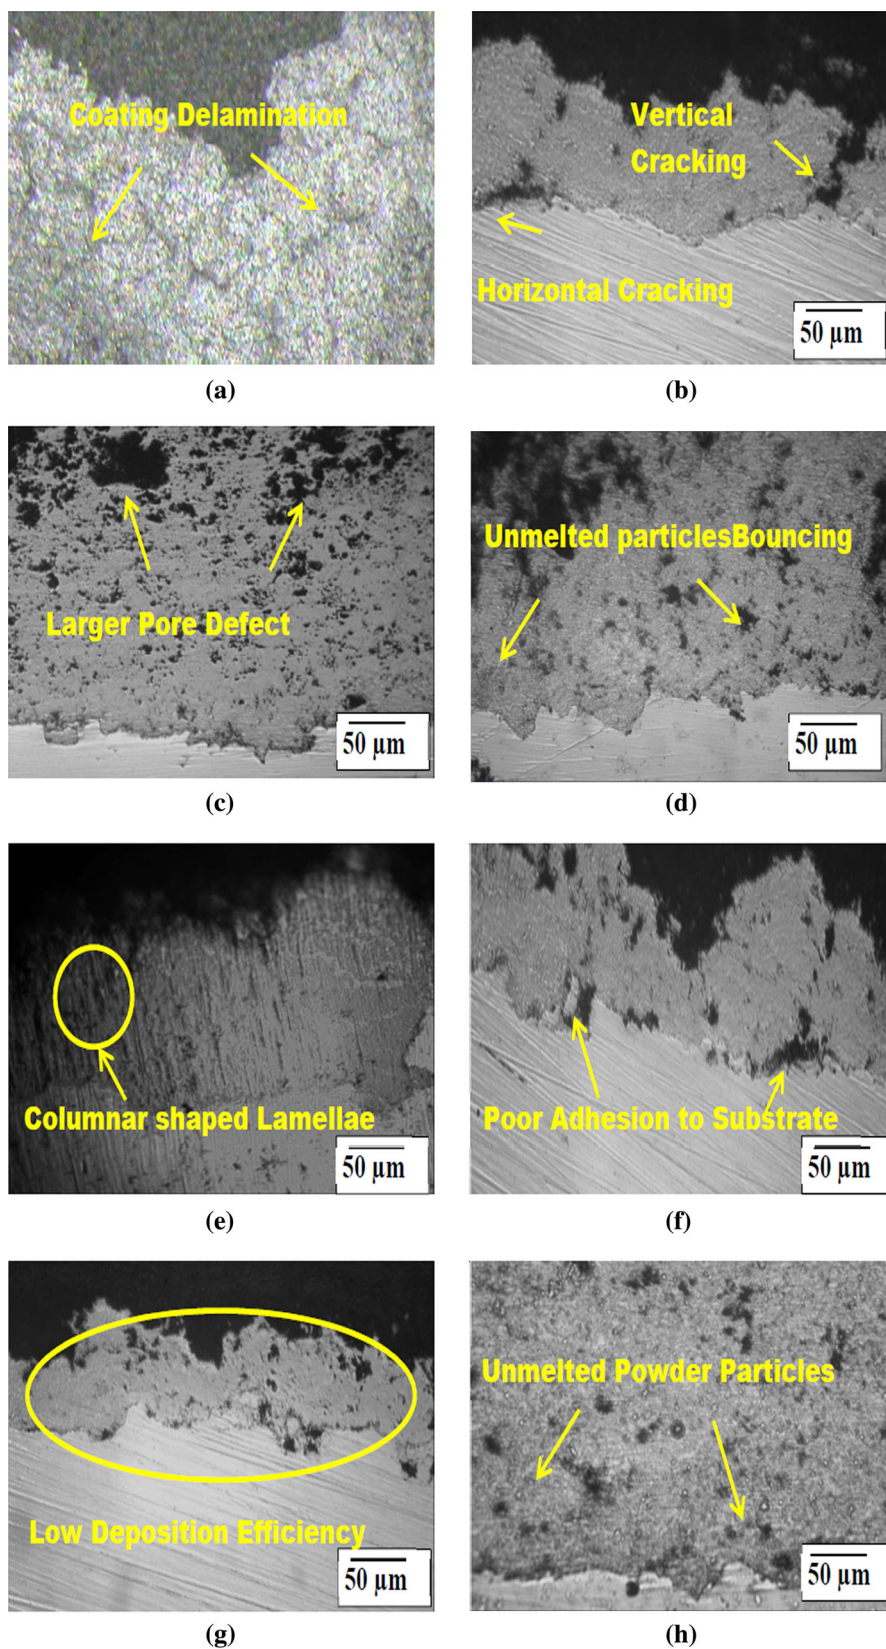 Coating Delamination
(a)
Vertical
Cracking
Horizontal Cracking
50 µm
(b)
Larger Pore Defect
50 µm
(c)
Unmelted particlesBouncing
50 µm
(d)
Columnar shaped Lamellae
50 µm
(e)
Poor Adhesion to Substrate
50 µm
(f)
Low Deposition Efficiency
50 µm
(g)
Unmelted Powder Particles
50 µm
(h)